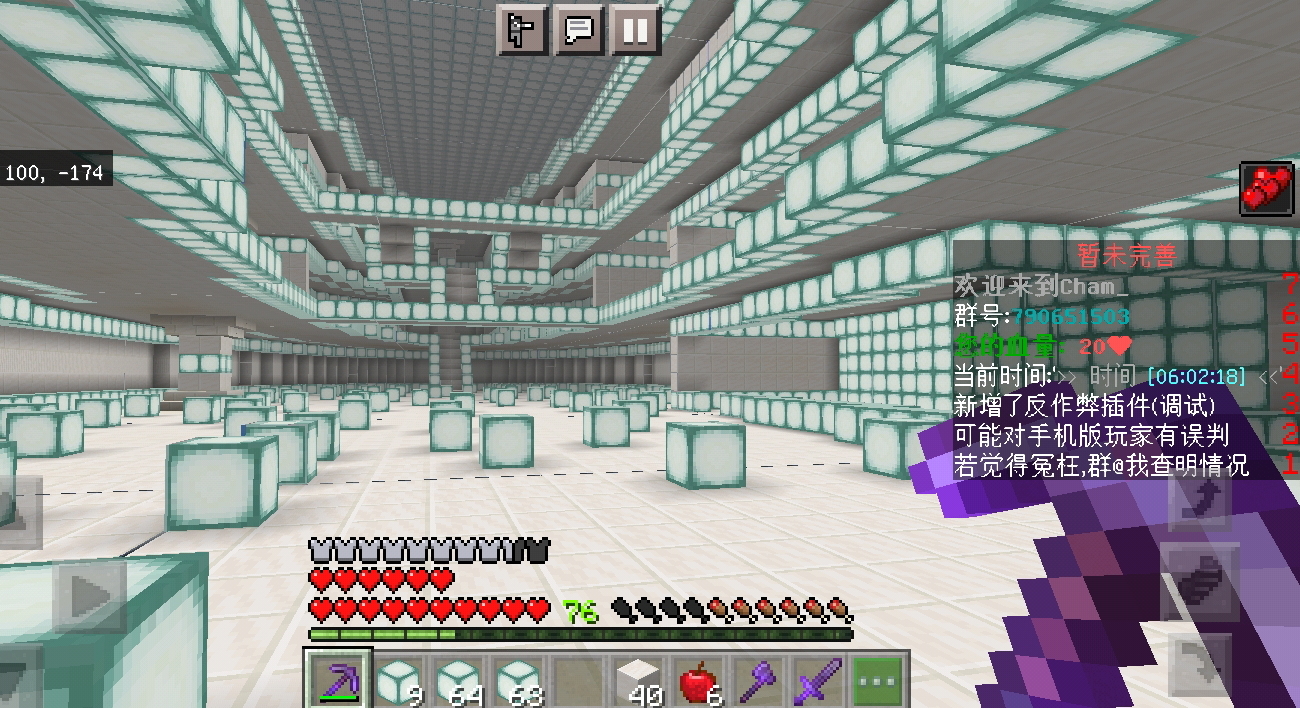 100, -174
暂未完善
欢迎来到Cham_ 7
群号:790651503 6
您的血量: 20❤ 5
当前时间:'>> 时间 [06:02:18] <<' 4
新增了反作弊插件(调试) 3
可能对手机版玩家有误判 2
若觉得冤枉,群@我查明情况 1
76
9 64 63 40 6